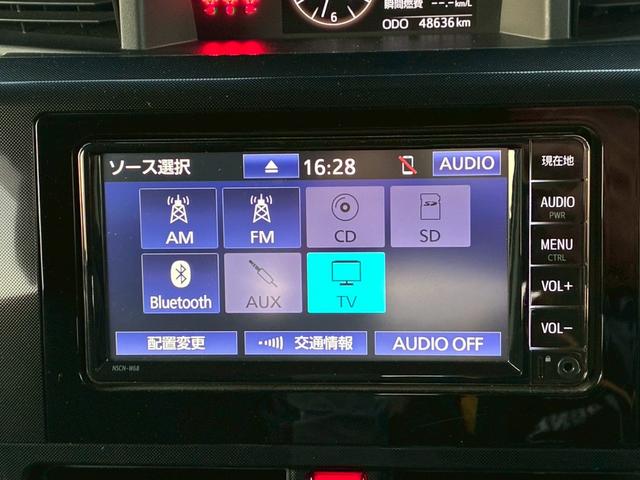 瞬間燃費 --.- km/L
6
ODO 48636 km
ソース選択 16:28 AUDIO
AM FM CD SD
Bluetooth AUX TV
配置変更 交通情報 AUDIO OFF
NSCN-W68
現在地
AUDIO
PWR
MENU
CTRL
VOL+
VOL-